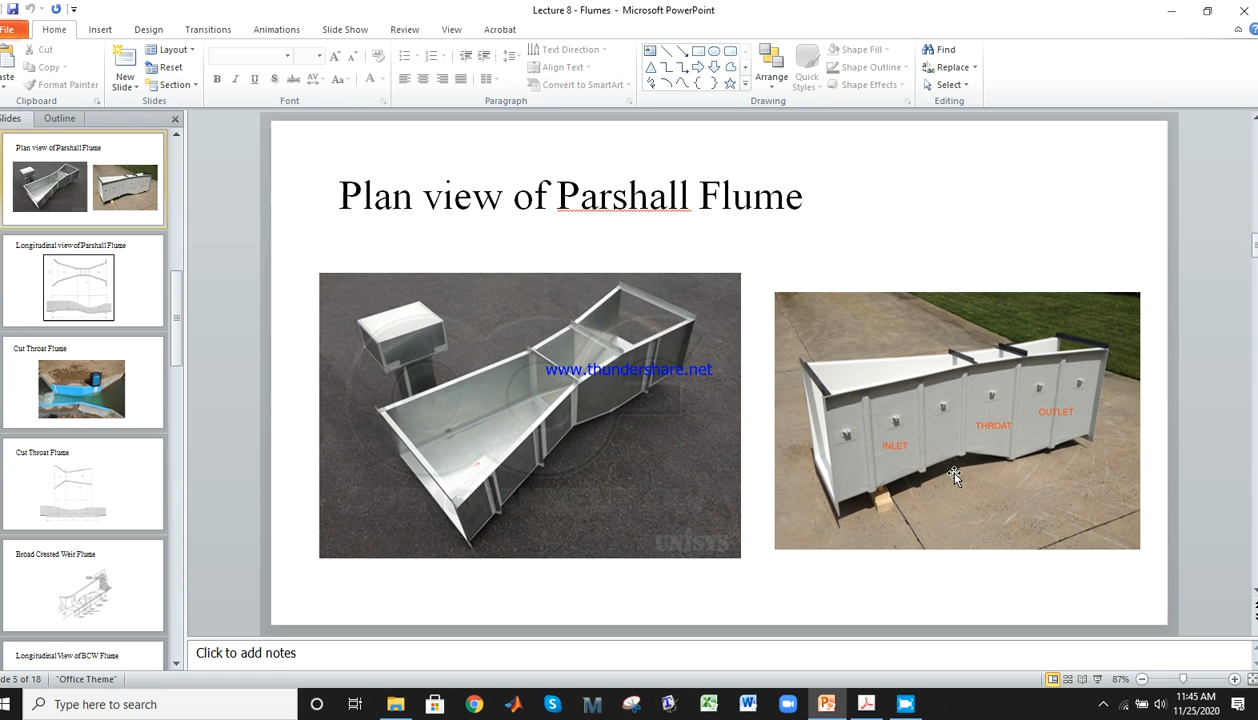 Lecture 8 - Flumes - Microsoft PowerPoint
File
Home
Insert
Design
Transitions
Animations
Slide Show
Review
View
Acrobat
Cut
Copy
Format Painter
Clipboard
New
Slide
Layout
Reset
Section
Slides
B I U S abc AV Aa A
Font
Paragraph
Text Direction
Align Text
Convert to SmartArt
Arrange
Quick
Styles
Shape Fill
Shape Outline
Shape Effects
Drawing
Find
Replace
Select
Editing
Outline
Plan view of Parshall Flume
Longitudinal view of Parshall Flume
Cut Throat Flume
Cut Throat Flume
Broad Crested Weir Flume
Longitudinal View of BCW Flume
Plan view of Parshall Flume
www.thundershare.net
UNISYS
INLET
THROAT
OUTLET
Click to add notes
de 5 of 18
"Office Theme"
87%
Type here to search
11:45 AM
11/25/2020